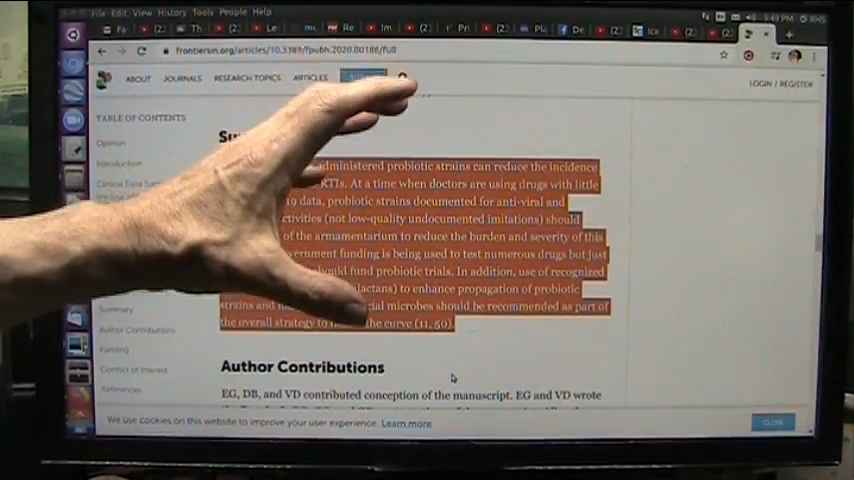 File Edit View History Tools People Help
3:49 PM
frontiersin.org/articles/10.3389/fpubh.2020.00186/full
ABOUT JOURNALS RESEARCH TOPICS ARTICLES
LOGIN / REGISTER
TABLE OF CONTENTS
Opinion
Introduction
Summary
Author Contributions
Funding
Conflict of Interest
References
administered probiotic strains can reduce the incidence
RTIs. At a time when doctors are using drugs with little
19 data, probiotic strains documented for anti-viral and
ctivities (not low-quality undocumented imitations) should
of the armamentarium to reduce the burden and severity of this
vernment funding is being used to test numerous drugs but just
should fund probiotic trials. In addition, use of recognized
lactans) to enhance propagation of probiotic
strains and cial microbes should be recommended as part of
the overall strategy to the curve (11, 50).
Author Contributions
EG, DB, and VD contributed conception of the manuscript. EG and VD wrote
We use cookies on this website to improve your user experience. Learn more
CLOSE